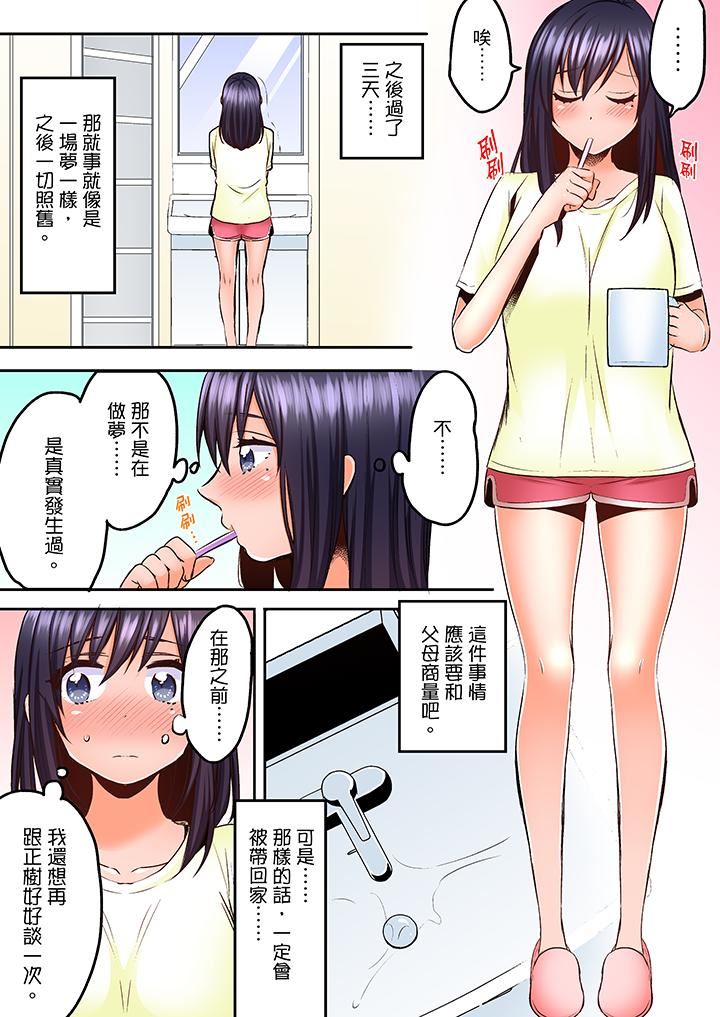 ……
唉……
刷
刷
刷
刷
之後過了
三天……
那就事就像是
一場夢一樣，
之後一切照舊。
不……
那不是在
做夢……
是真實發生過。
刷
刷…
這件事情
應該要和
父母商量吧。
可是……
那樣的話，一定會
被帶回家……
在那之前……
我還想再
跟正樹好好談一次。